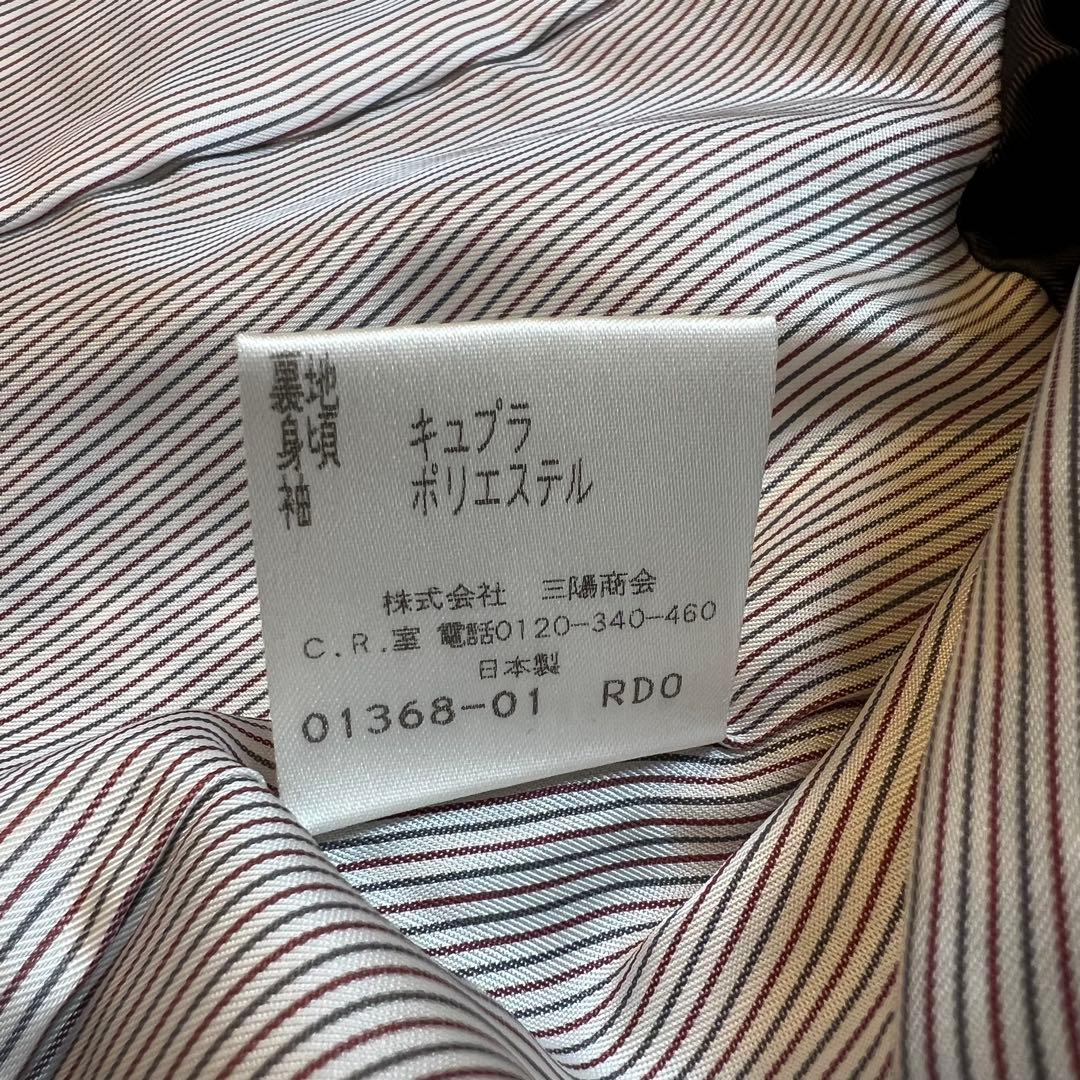 裏地
身頃 キュプラ
袖 ポリエステル
株式会社 三陽商会
C.R.室 電話0120-340-460
日本製
01368-01 RD0